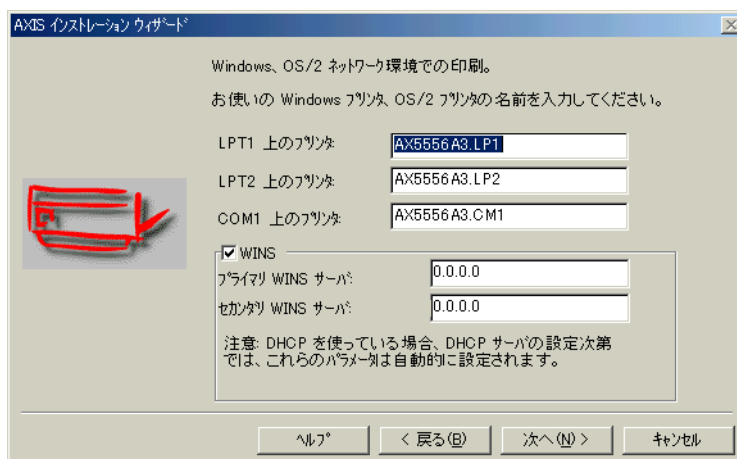 AXIS ｲﾝｽﾄﾚｰｼｮﾝ ｳｨｻﾞｰﾄﾞ
Windows、OS/2 ﾈｯﾄﾜｰｸ環境での印刷。
お使いの Windows ﾌﾟﾘﾝﾀ、OS/2 ﾌﾟﾘﾝﾀの名前を入力してください。
LPT1 上のﾌﾟﾘﾝﾀ: AX5556A3.LP1
LPT2 上のﾌﾟﾘﾝﾀ: AX5556A3.LP2
COM1 上のﾌﾟﾘﾝﾀ: AX5556A3.CM1
WINS
ﾌﾟﾗｲﾏﾘ WINS ｻｰﾊﾞ: 0.0.0.0
ｾｶﾝﾀﾞﾘ WINS ｻｰﾊﾞ: 0.0.0.0
注意: DHCP を使っている場合、DHCP ｻｰﾊﾞの設定次第
では、これらのﾊﾟﾗﾒｰﾀは自動的に設定されます。
ﾍﾙﾌﾟ < 戻る(B) 次へ(N) > ｷｬﾝｾﾙ